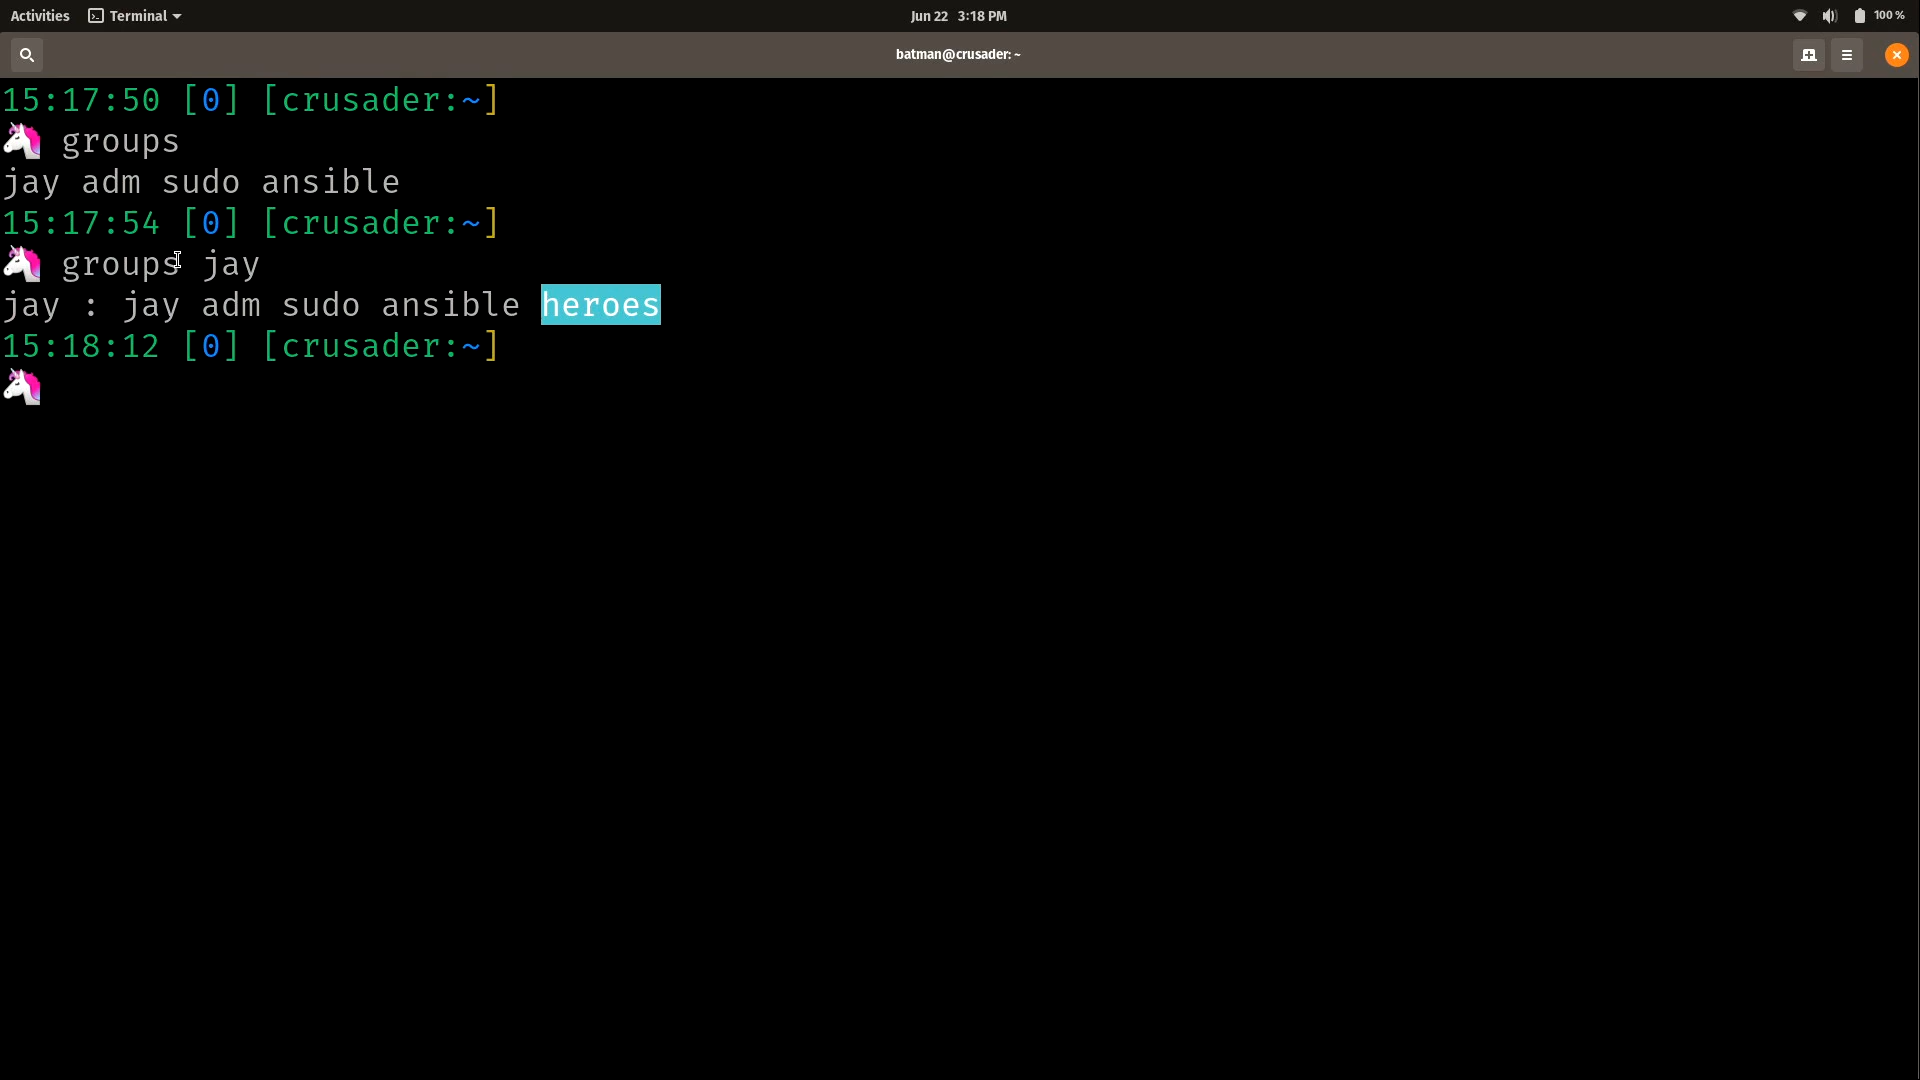 Activities Terminal Jun 22 3:18 PM 100 %
batman@crusader: ~
15:17:50 [0] [crusader:~]
🦄 groups
jay adm sudo ansible
15:17:54 [0] [crusader:~]
🦄 groups jay
jay : jay adm sudo ansible heroes
15:18:12 [0] [crusader:~]
🦄